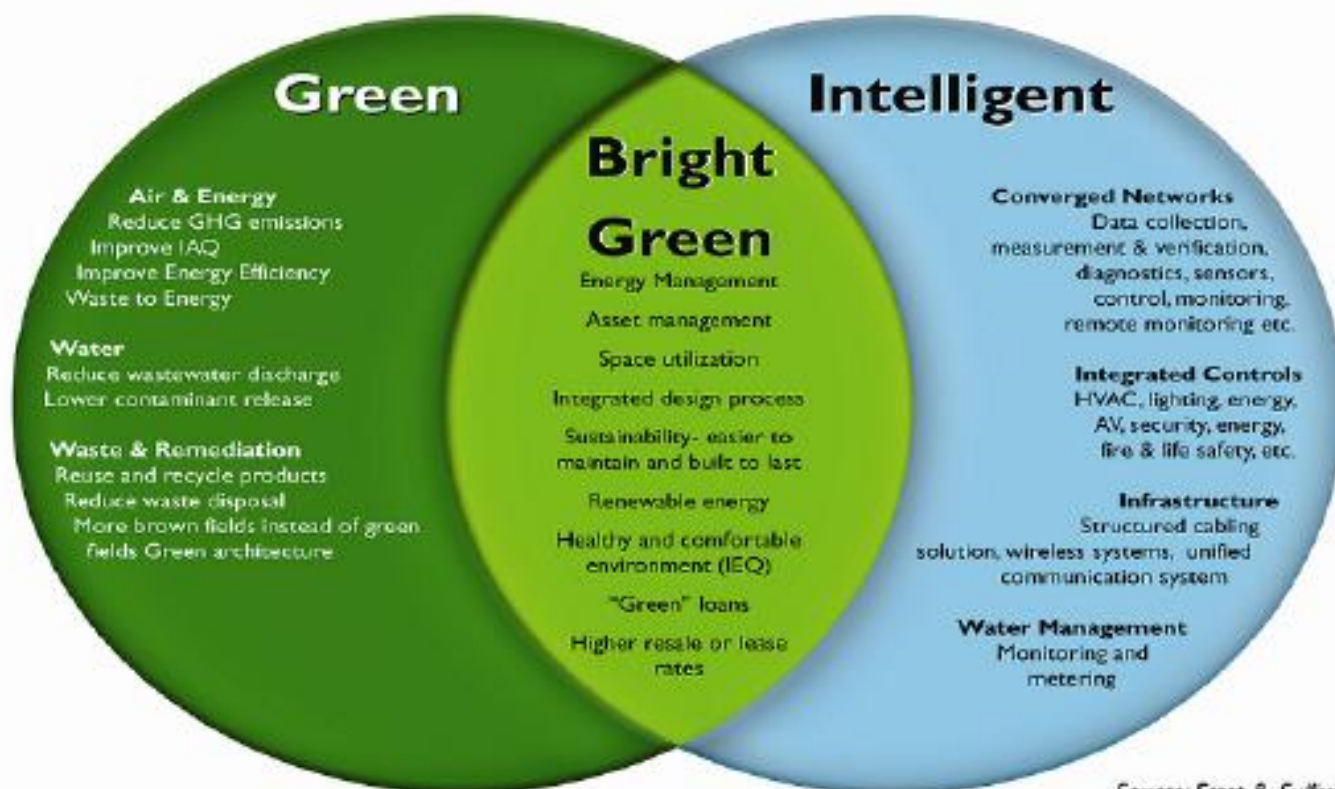 Green
Air & Energy
Reduce GHG emissions
Improve IAQ
Improve Energy Efficiency
Waste to Energy
Water
Reduce wastewater discharge
Lower contaminant release
Waste & Remediation
Reuse and recycle products
Reduce waste disposal
More brown fields instead of green
fields Green architecture
Bright
Green
Energy Management
Asset management
Space utilization
Integrated design process
Sustainability- easier to
maintain and built to last
Renewable energy
Healthy and comfortable
environment (IEQ)
"Green" loans
Higher resale or lease
rates
Intelligent
Converged Networks
Data collection,
measurement & verification,
diagnostics, sensors,
control, monitoring,
remote monitoring etc.
Integrated Controls
HVAC, lighting, energy,
AV, security, energy,
fire & life safety, etc.
Infrastructure
Structured cabling
solution, wireless systems, unified
communication system
Water Management
Monitoring and
metering